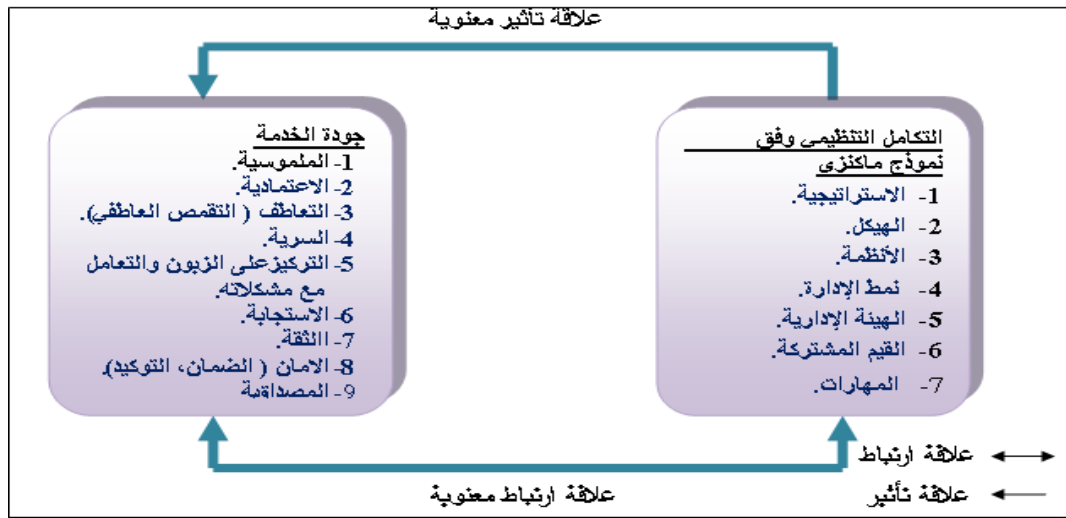 علاقة تأثير معنوية
التكامل التنظيمي وفق
نموذج ماكنزي
1- الاستراتيجية.
2- الهيكل.
3- الأنظمة.
4- نمط الإدارة.
5- الهيئة الإدارية.
6- القيم المشتركة.
7- المهارات.
جودة الخدمة
1- الملموسية.
2- الاعتمادية.
3- التعاطف ( التقمص العاطفي).
4- السرية.
5- التركيزعلى الزبون والتعامل
مع مشكلاته.
6- الاستجابة.
7- االثقة.
8- الامان ( الضمان، التوكيد).
9- المصداقية
علاقة ارتباط معنوية
علاقة ارتباط
علاقة تأثير